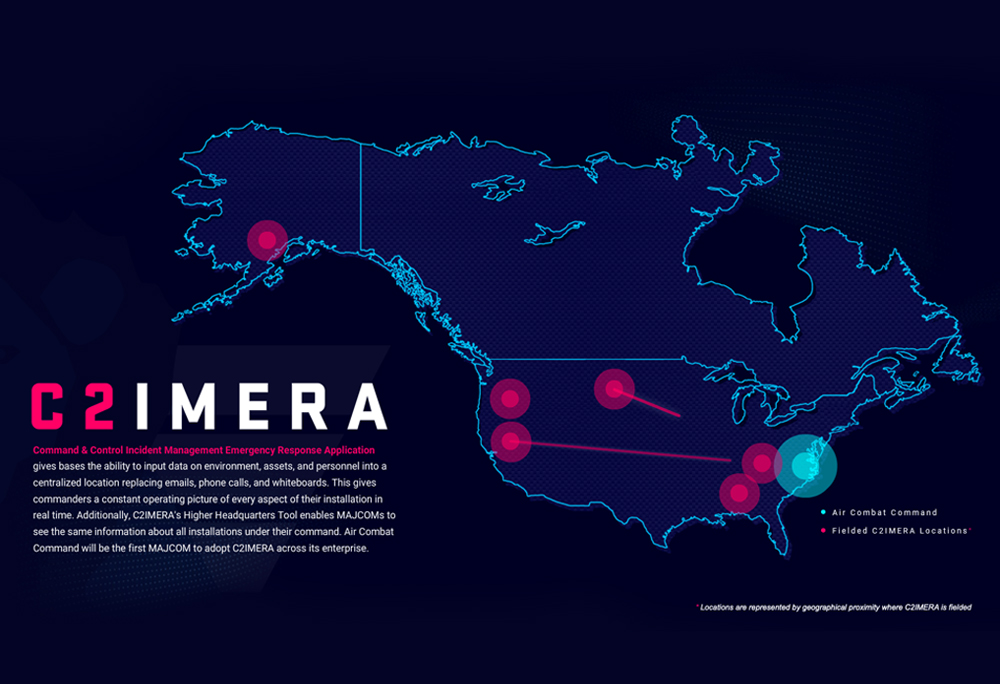 C2IMERA
Command & Control Incident Management Emergency Response Application
gives bases the ability to input data on environment, assets, and personnel into a
centralized location replacing emails, phone calls, and whiteboards. This gives
commanders a constant operating picture of every aspect of their installation in
real time. Additionally, C2IMERA's Higher Headquarters Tool enables MAJCOMs to
see the same information about all installations under their command. Air Combat
Command will be the first MAJCOM to adopt C2IMERA across its enterprise.
Air Combat Command
Fielded C2IMERA Locations*
*Locations are represented by geographical proximity where C2IMERA is fielded